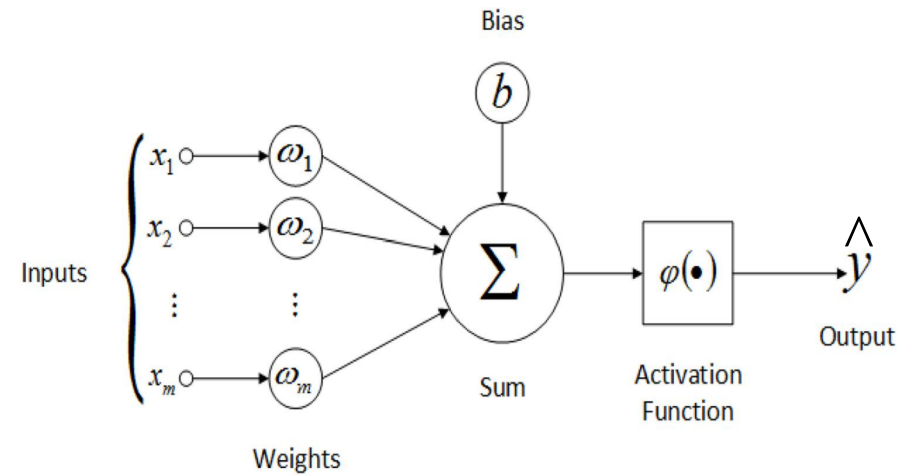 Bias
b
x₁ ω₁
x₂ ω₂
Inputs
⋮ ⋮
Σ
φ(•)
ŷ
Output
xₘ ωₘ
Sum
Activation
Function
Weights